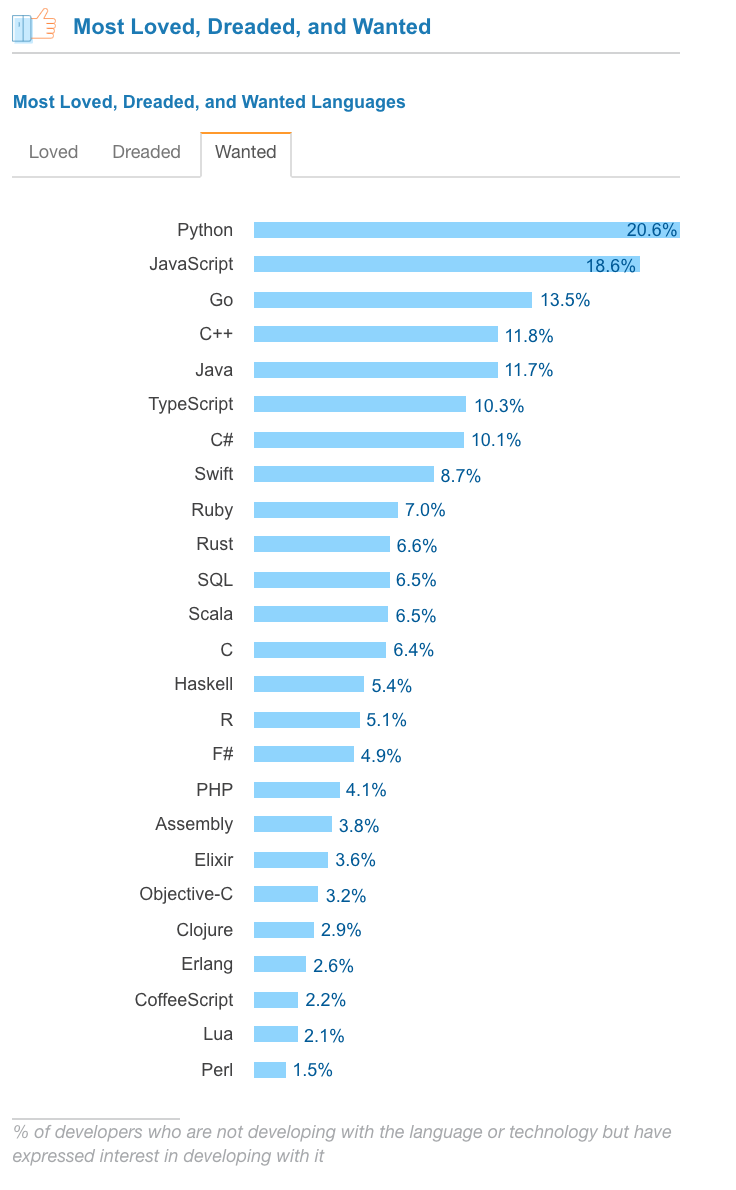 Most Loved, Dreaded, and Wanted
Most Loved, Dreaded, and Wanted Languages
Loved Dreaded Wanted
Python 20.6%
JavaScript 18.6%
Go 13.5%
C++ 11.8%
Java 11.7%
TypeScript 10.3%
C# 10.1%
Swift 8.7%
Ruby 7.0%
Rust 6.6%
SQL 6.5%
Scala 6.5%
C 6.4%
Haskell 5.4%
R 5.1%
F# 4.9%
PHP 4.1%
Assembly 3.8%
Elixir 3.6%
Objective-C 3.2%
Clojure 2.9%
Erlang 2.6%
CoffeeScript 2.2%
Lua 2.1%
Perl 1.5%
% of developers who are not developing with the language or technology but have
expressed interest in developing with it